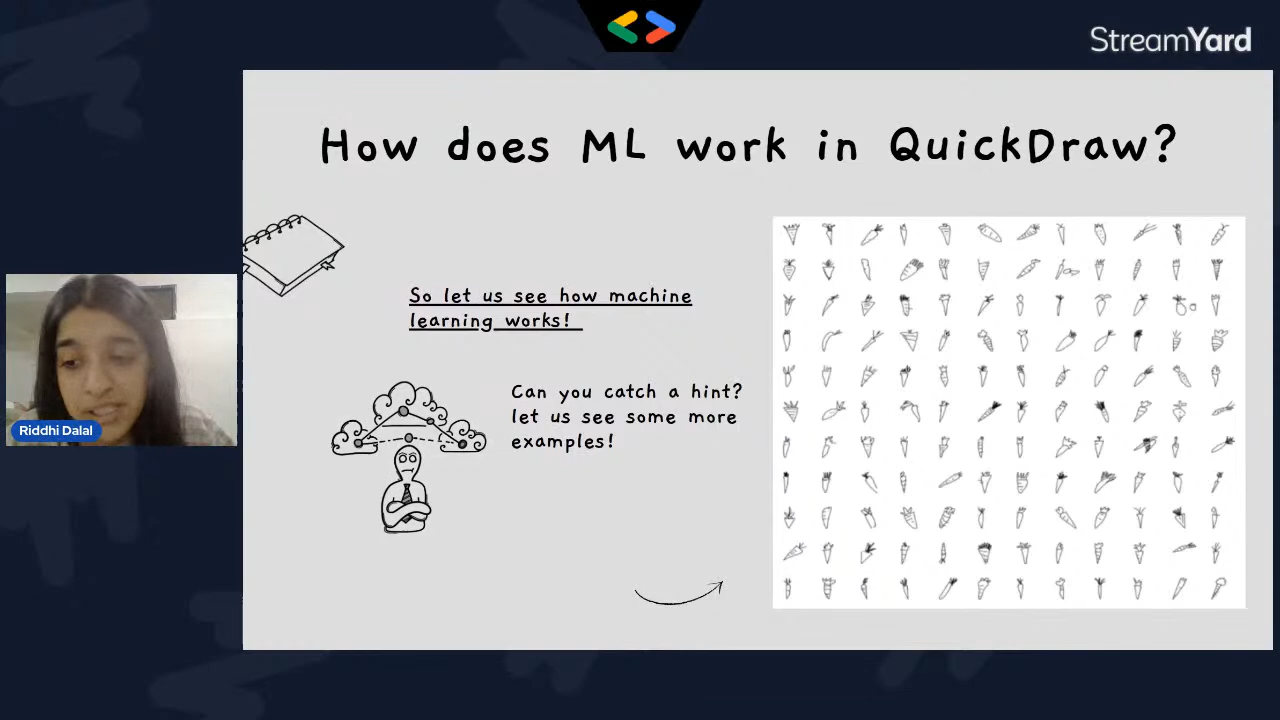 StreamYard
How does ML work in QuickDraw?
So let us see how machine
learning works!
Can you catch a hint?
let us see some more
examples!
Riddhi Dalal